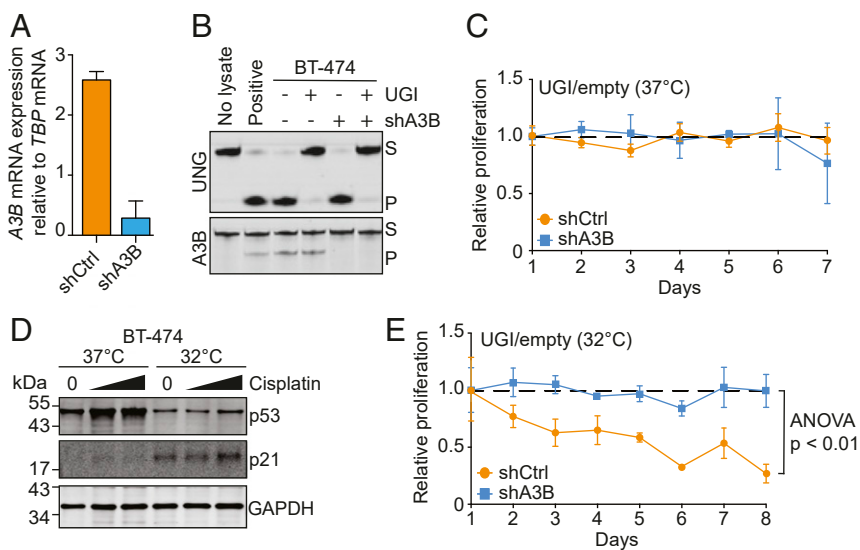 A
A3B mRNA expression
relative to TBP mRNA
3
2
1
0
shCtrl
shA3B
B
BT-474
No lysate
Positive
- + - + UGI
- - + + shA3B
UNG
S
P
A3B
S
P
C
UGI/empty (37°C)
Relative proliferation
1.5
1.0
0.5
0
shCtrl
shA3B
1 2 3 4 5 6 7
Days
D
BT-474
37°C 32°C
kDa 0 0 Cisplatin
55
43
p53
17
p21
43
34
GAPDH
E
UGI/empty (32°C)
Relative proliferation
1.5
1.0
0.5
0
ANOVA
p < 0.01
shCtrl
shA3B
1 2 3 4 5 6 7 8
Days